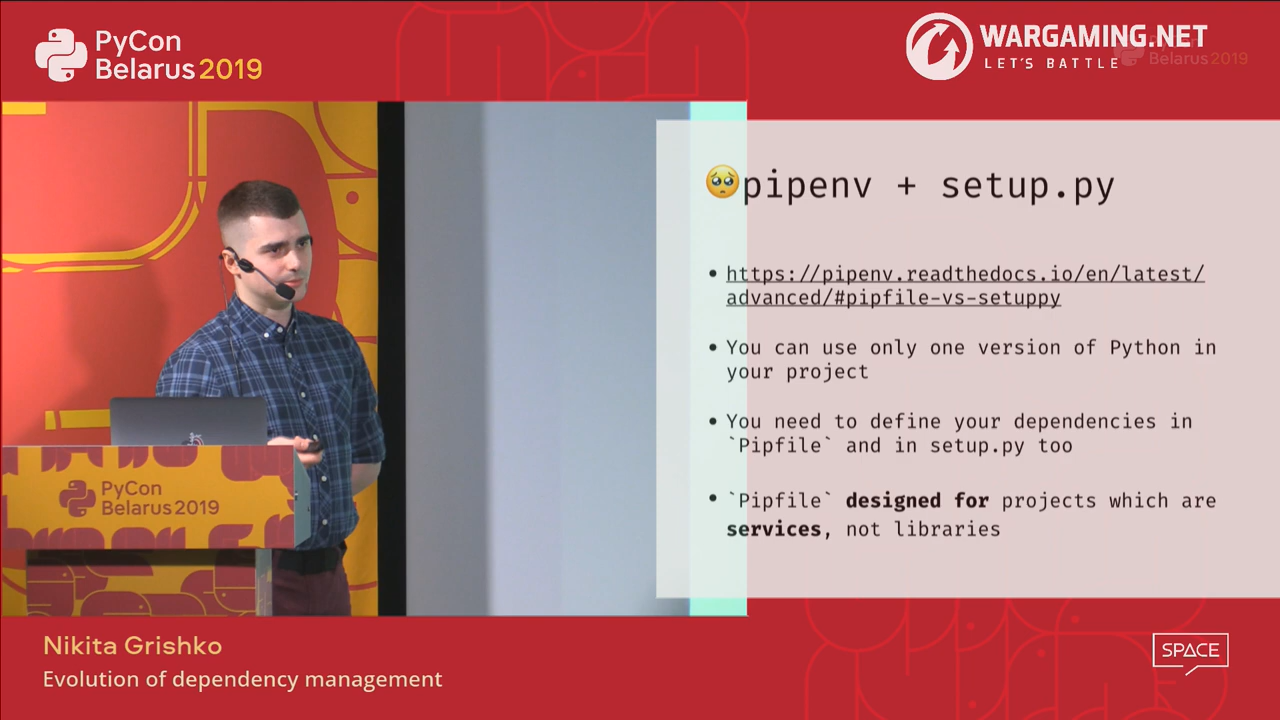 PyCon
Belarus 2019
WARGAMING.NET
LET'S BATTLE
Belarus 2019
pipenv + setup.py
https://pipenv.readthedocs.io/en/latest/
advanced/#pipfile-vs-setuppy
• You can use only one version of Python in
your project
• You need to define your dependencies in
`Pipfile` and in setup.py too
• `Pipfile` designed for projects which are
services, not libraries
PyCon
Belarus 2019
Nikita Grishko
Evolution of dependency management
SPACE